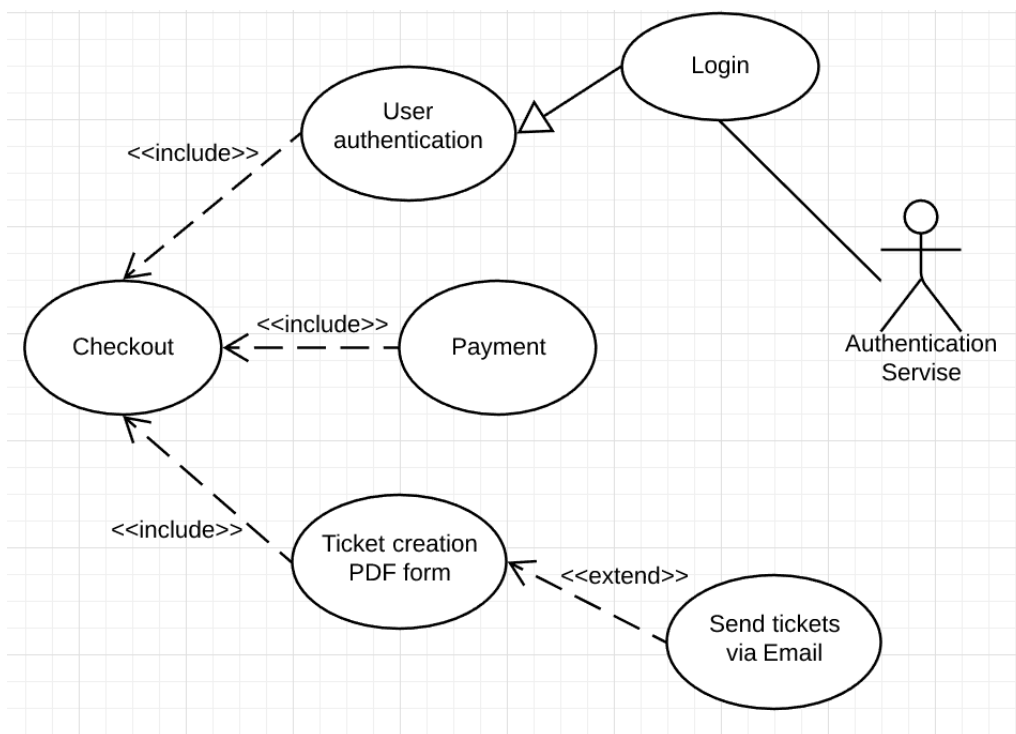 Login
User
authentication
<<include>>
Checkout
<<include>>
Payment
Authentication
Servise
<<include>>
Ticket creation
PDF form
<<extend>>
Send tickets
via Email